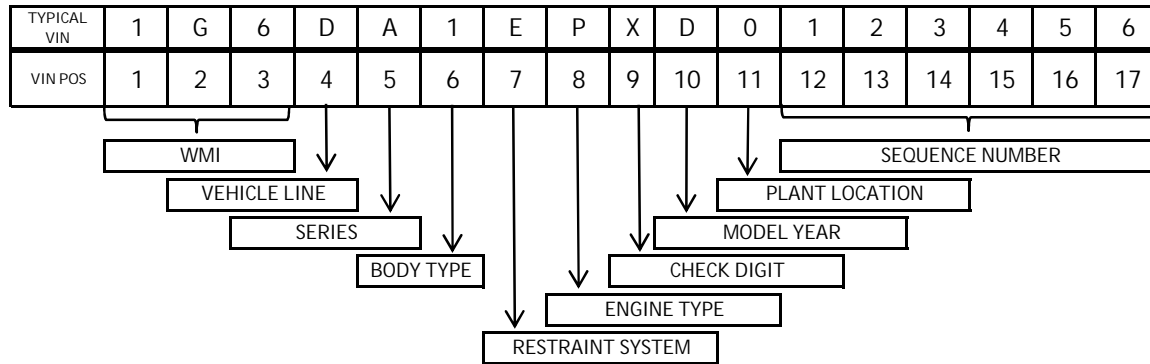 TYPICAL VIN 1 G 6 D A 1 E P X D 0 1 2 3 4 5 6
VIN POS 1 2 3 4 5 6 7 8 9 10 11 12 13 14 15 16 17
WMI SEQUENCE NUMBER
VEHICLE LINE PLANT LOCATION
SERIES MODEL YEAR
BODY TYPE CHECK DIGIT
ENGINE TYPE
RESTRAINT SYSTEM